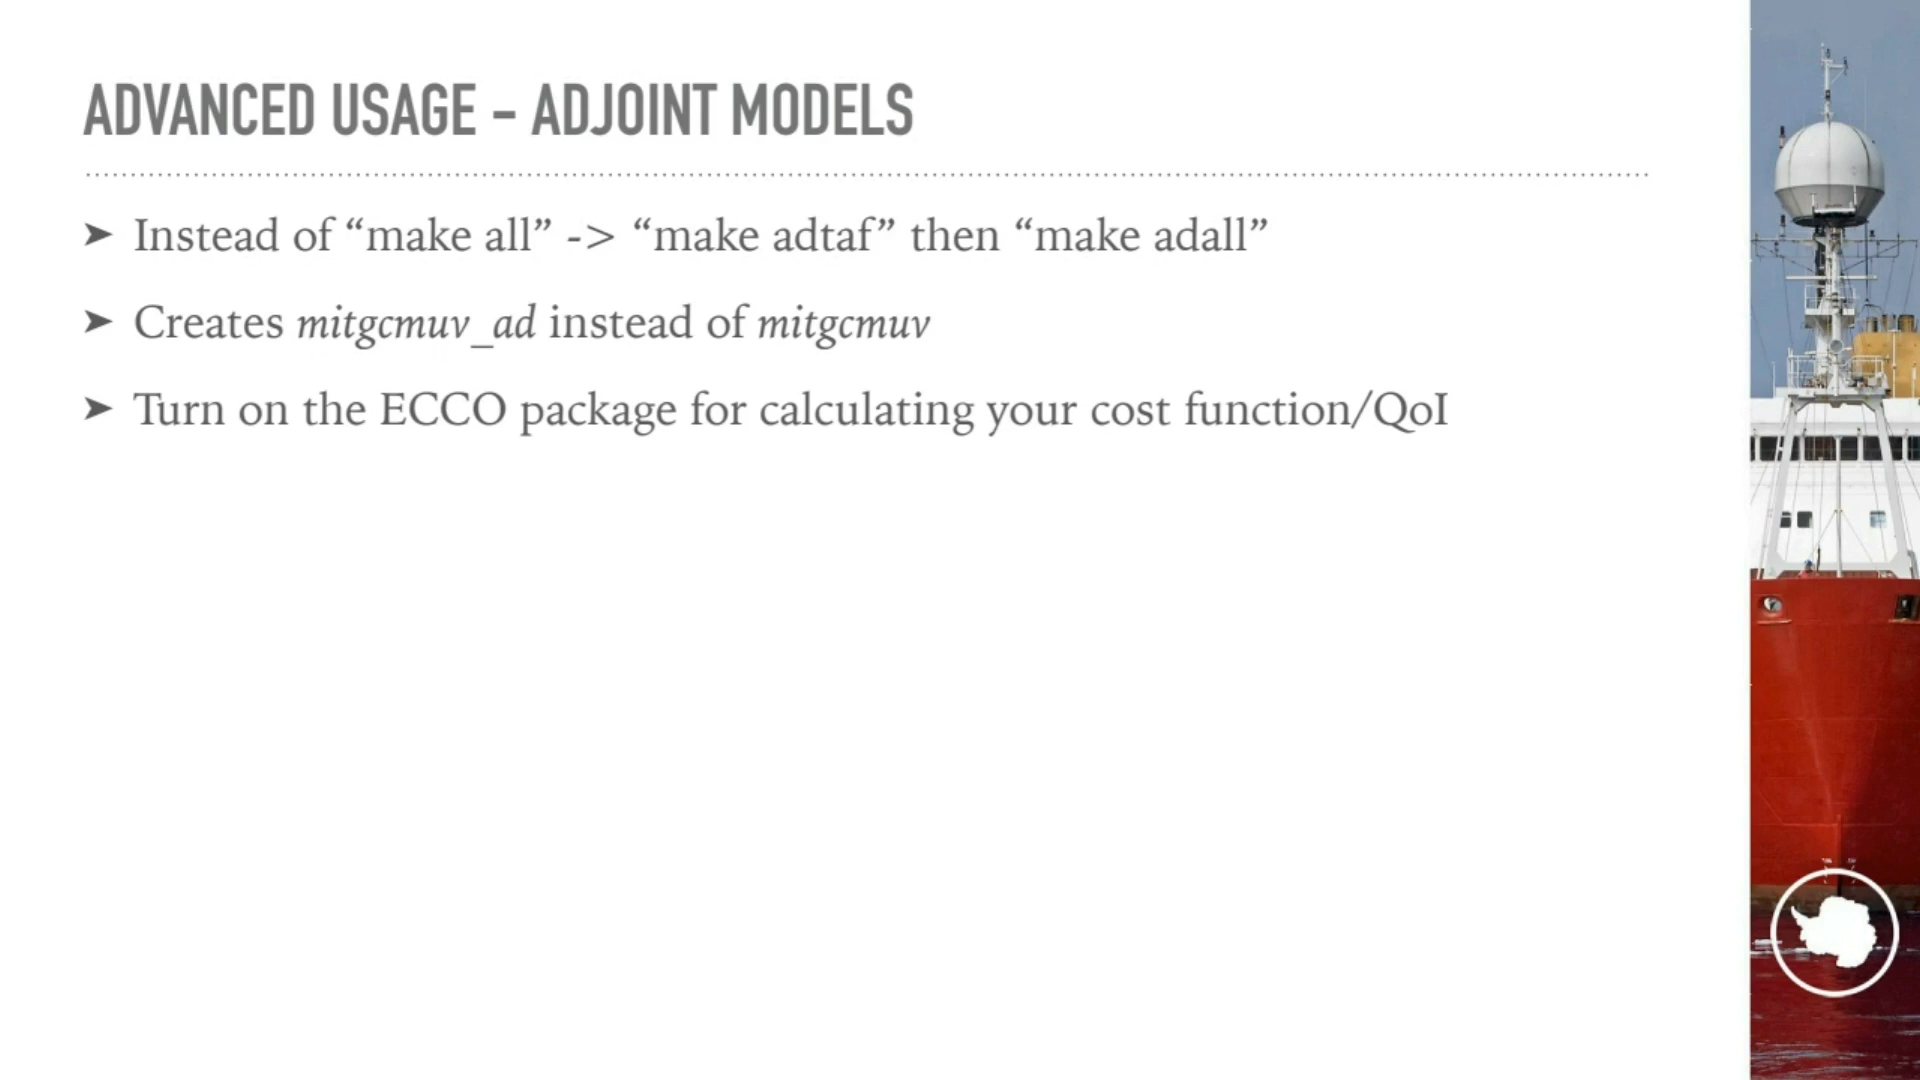 ADVANCED USAGE – ADJOINT MODELS
➤ Instead of “make all” -> “make adtaf” then “make adall”
➤ Creates mitgcmuv_ad instead of mitgcmuv
➤ Turn on the ECCO package for calculating your cost function/QoI